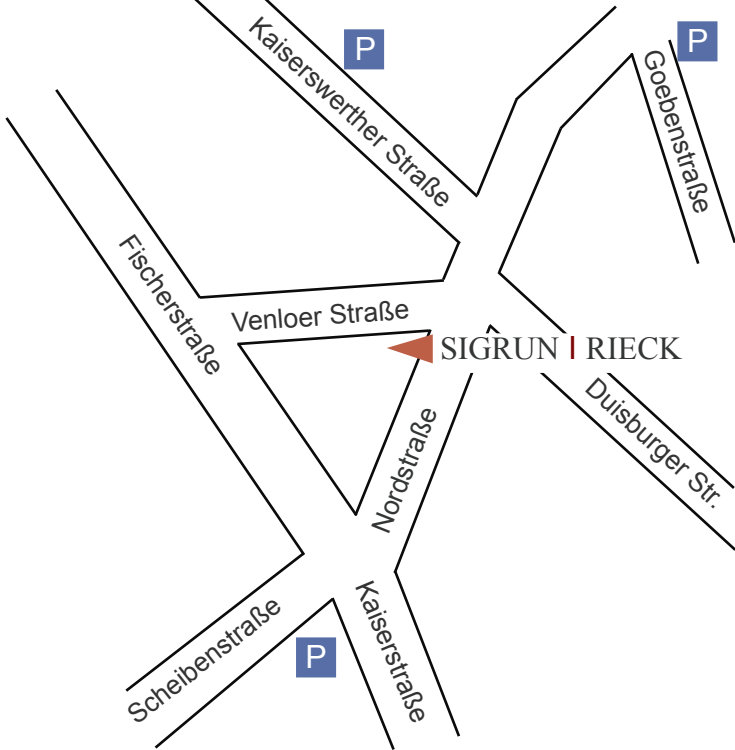 P
P
Kaiserswerther Straße
Goebenstraße
Fischerstraße
Venloer Straße
SIGRUN | RIECK
Duisburger Str.
Nordstraße
Scheibenstraße
Kaiserstraße
P